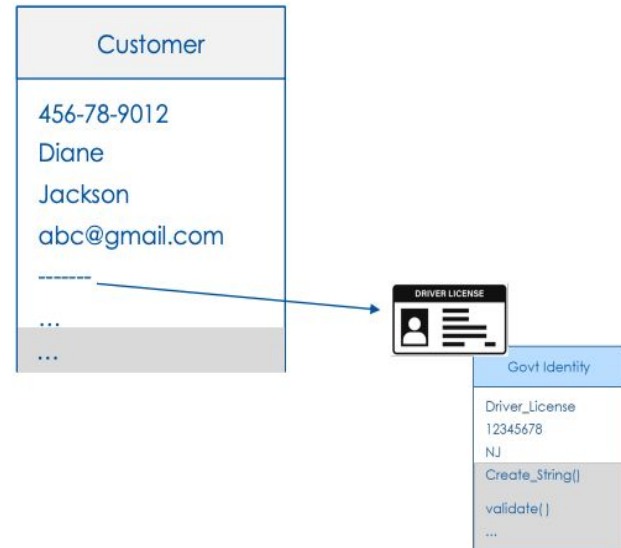 Customer
456-78-9012
Diane
Jackson
abc@gmail.com
-------
...
...
DRIVER LICENSE
Govt Identity
Driver_License
12345678
NJ
Create_String()
validate( )
...